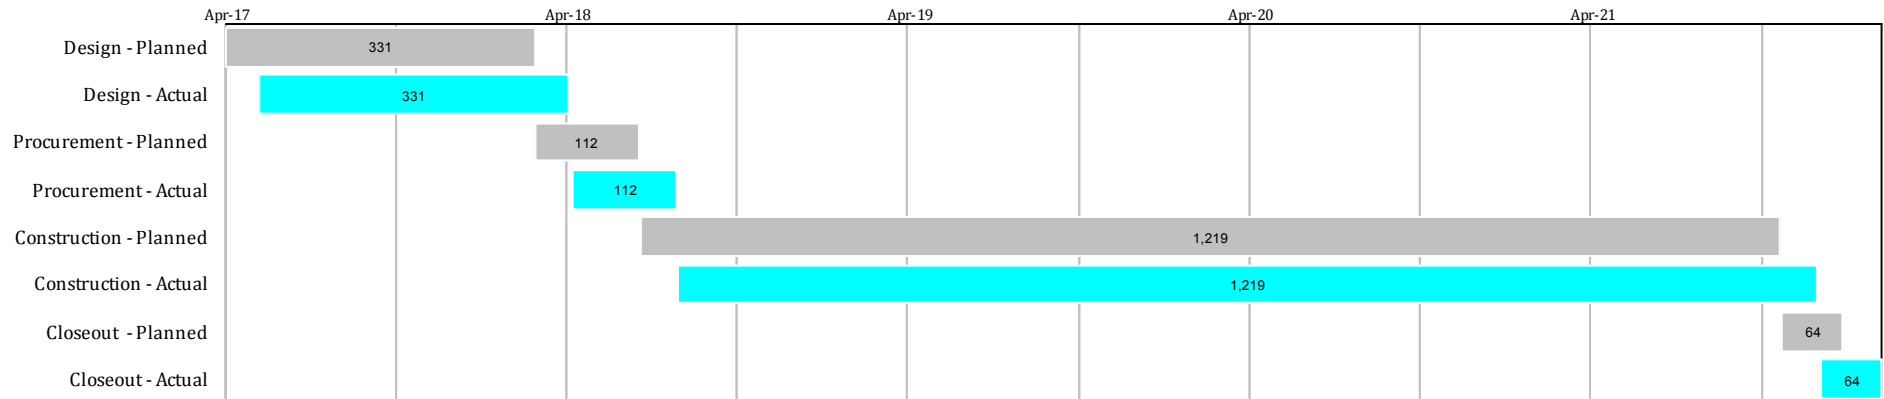 Apr-17 Apr-18 Apr-19 Apr-20 Apr-21
Design - Planned 331
Design - Actual 331
Procurement - Planned 112
Procurement - Actual 112
Construction - Planned 1,219
Construction - Actual 1,219
Closeout - Planned 64
Closeout - Actual 64